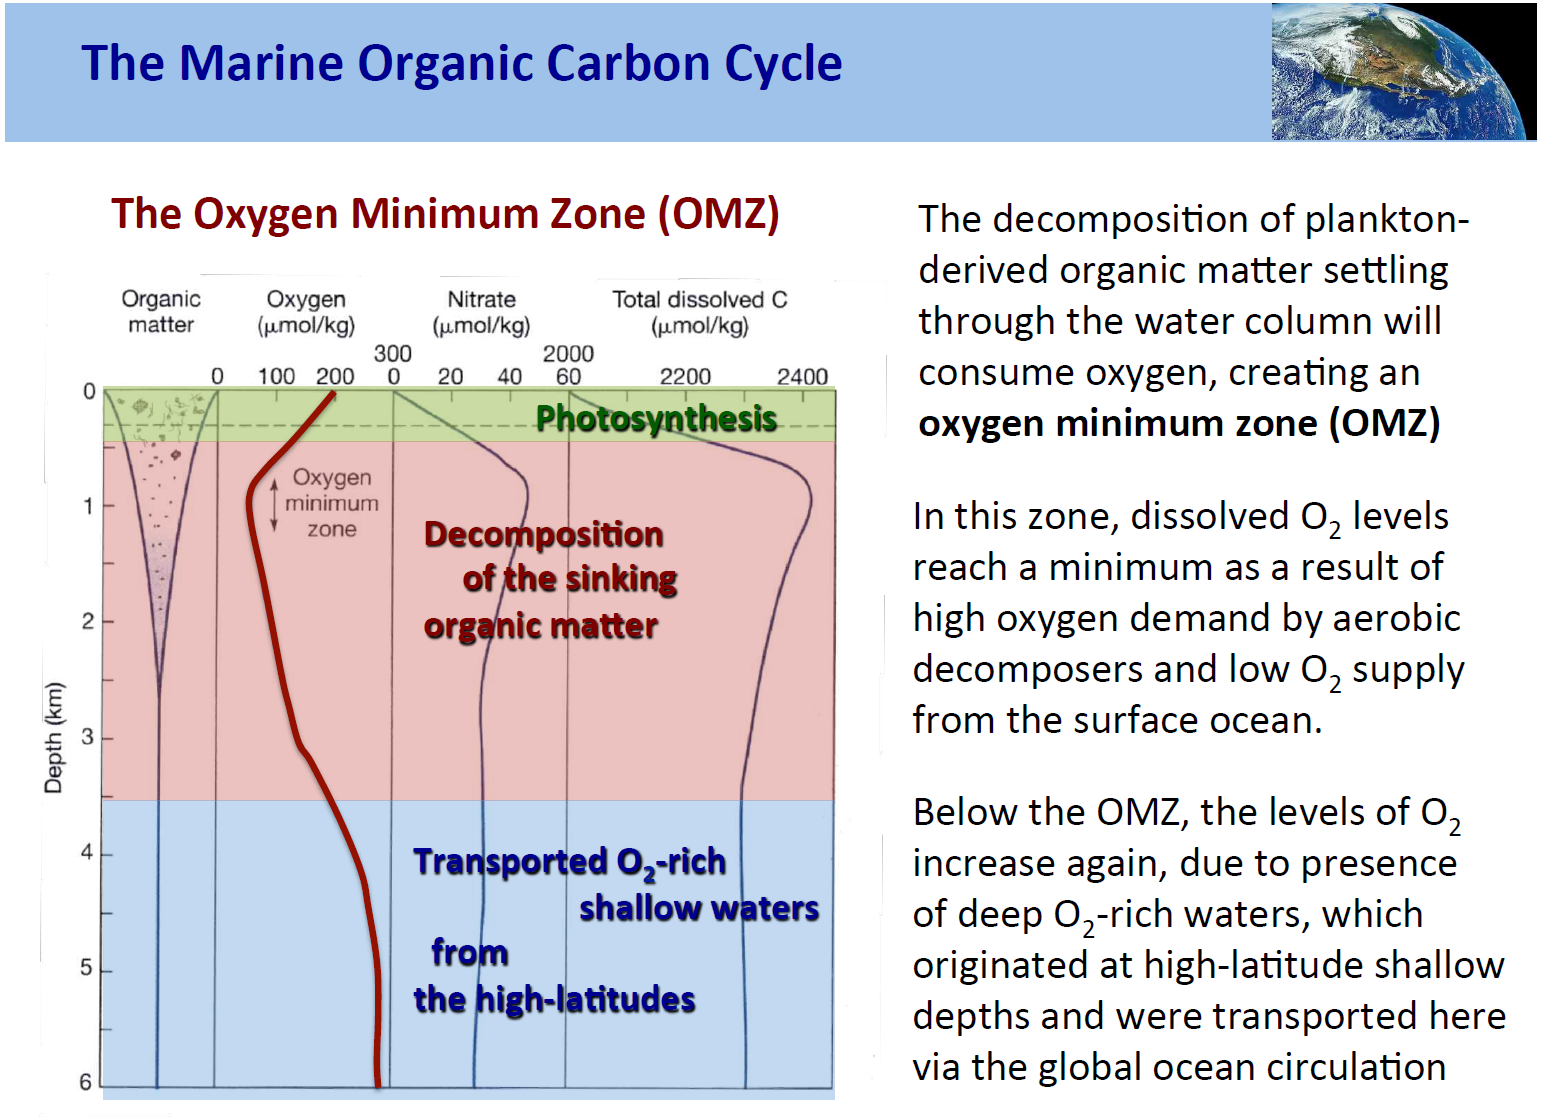 The Marine Organic Carbon Cycle
The Oxygen Minimum Zone (OMZ)
Organic
matter
Oxygen
(μmol/kg)
Nitrate
(μmol/kg)
Total dissolved C
(μmol/kg)
300
2000
0 100 200 0 20 40 60 2200 2400
0
1
2
3
4
5
6
Depth (km)
Photosynthesis
Oxygen
minimum
zone
Decomposition
of the sinking
organic matter
Transported O₂-rich
shallow waters
from
the high-latitudes
The decomposition of plankton-
derived organic matter settling
through the water column will
consume oxygen, creating an
oxygen minimum zone (OMZ)
In this zone, dissolved O₂ levels
reach a minimum as a result of
high oxygen demand by aerobic
decomposers and low O₂ supply
from the surface ocean.
Below the OMZ, the levels of O₂
increase again, due to presence
of deep O₂-rich waters, which
originated at high-latitude shallow
depths and were transported here
via the global ocean circulation